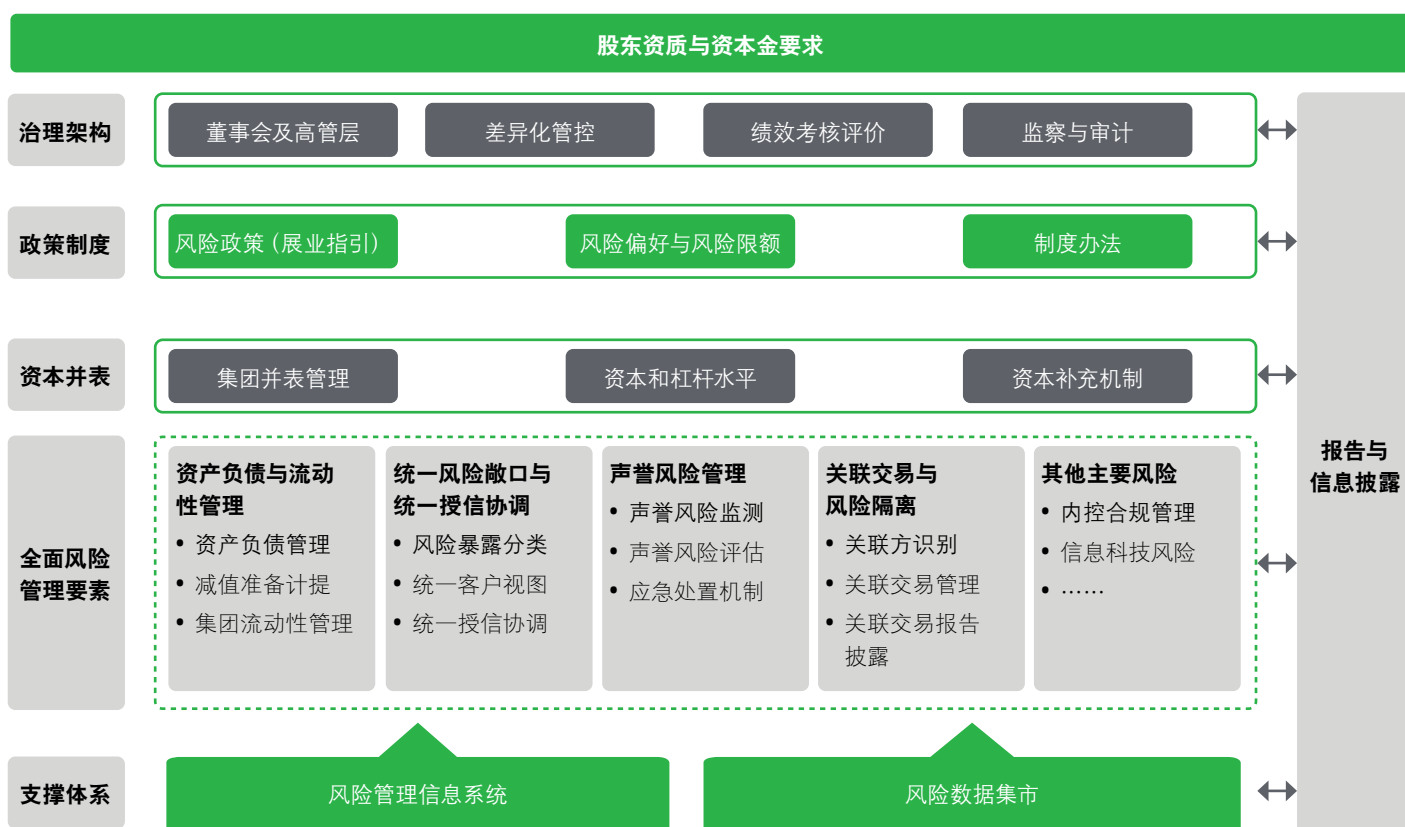 股东资质与资本金要求
治理架构
董事会及高管层
差异化管控
绩效考核评价
监察与审计
政策制度
风险政策（展业指引）
风险偏好与风险限额
制度办法
资本并表
集团并表管理
资本和杠杆水平
资本补充机制
全面风险
管理要素
资产负债与流动
性管理
• 资产负债管理
• 减值准备计提
• 集团流动性管理
统一风险敞口与
统一授信协调
• 风险暴露分类
• 统一客户视图
• 统一授信协调
声誉风险管理
• 声誉风险监测
• 声誉风险评估
• 应急处置机制
关联交易与
风险隔离
• 关联方识别
• 关联交易管理
• 关联交易报告
披露
其他主要风险
• 内控合规管理
• 信息科技风险
• ……
支撑体系
风险管理信息系统
风险数据集市
报告与
信息披露